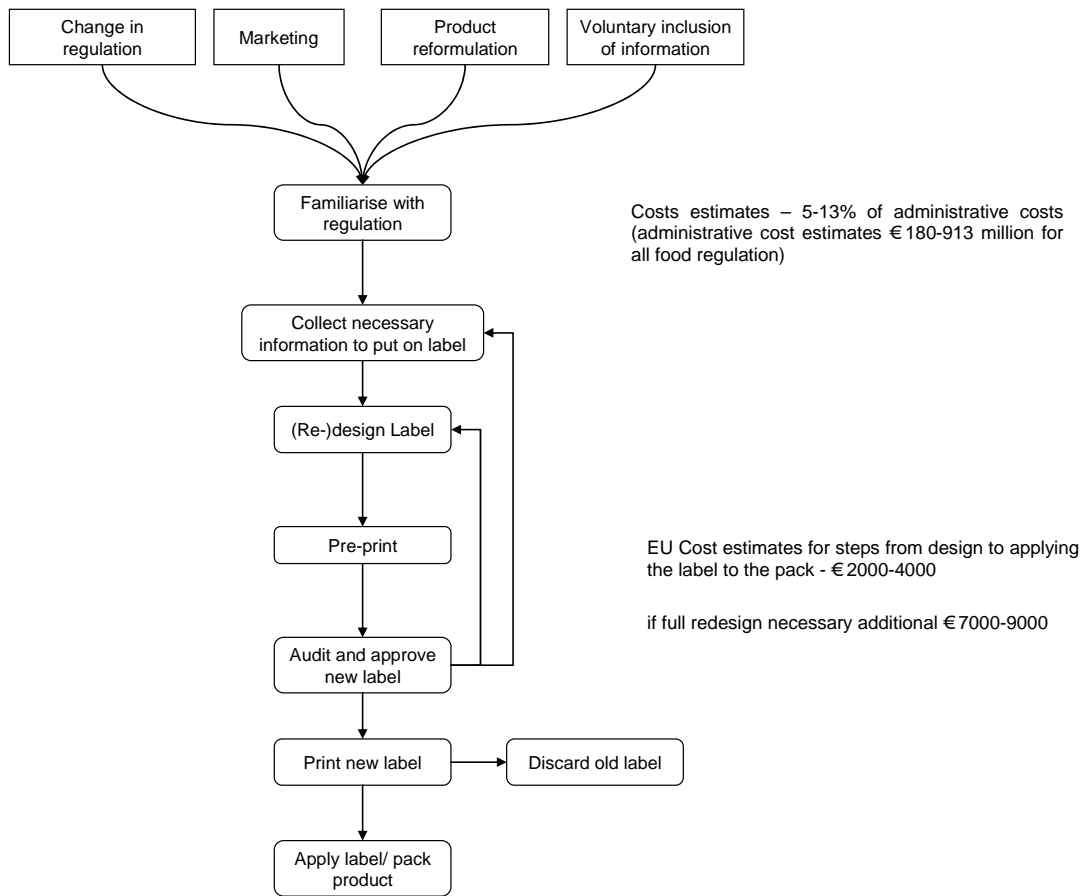 Change in
regulation
Marketing
Product
reformulation
Voluntary inclusion
of information
Familiarise with
regulation
Costs estimates – 5-13% of administrative costs
(administrative cost estimates €180-913 million for
all food regulation)
Collect necessary
information to put on label
(Re-)design Label
Pre-print
EU Cost estimates for steps from design to applying
the label to the pack - €2000-4000
if full redesign necessary additional €7000-9000
Audit and approve
new label
Print new label
Discard old label
Apply label/ pack
product